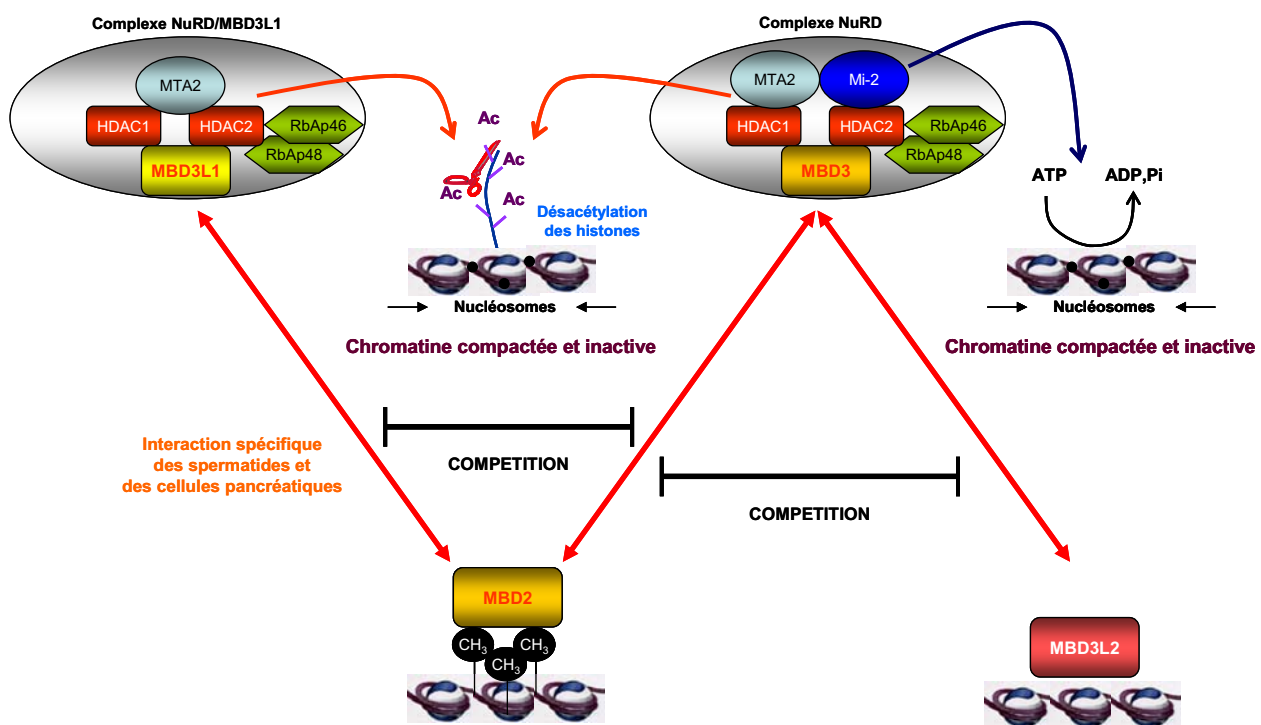 Complexe NuRD/MBD3L1
MTA2
HDAC1
HDAC2
RbAp46
RbAp48
MBD3L1
Ac
Ac
Ac
Ac
Désacétylation
des histones
Nucléosomes
Chromatine compactée et inactive
Complexe NuRD
MTA2
Mi-2
HDAC1
HDAC2
RbAp46
RbAp48
MBD3
ATP
ADP,Pi
Nucléosomes
Chromatine compactée et inactive
Interaction spécifique
des spermatides et
des cellules pancréatiques
COMPETITION
COMPETITION
MBD2
CH3
CH3
CH3
MBD3L2